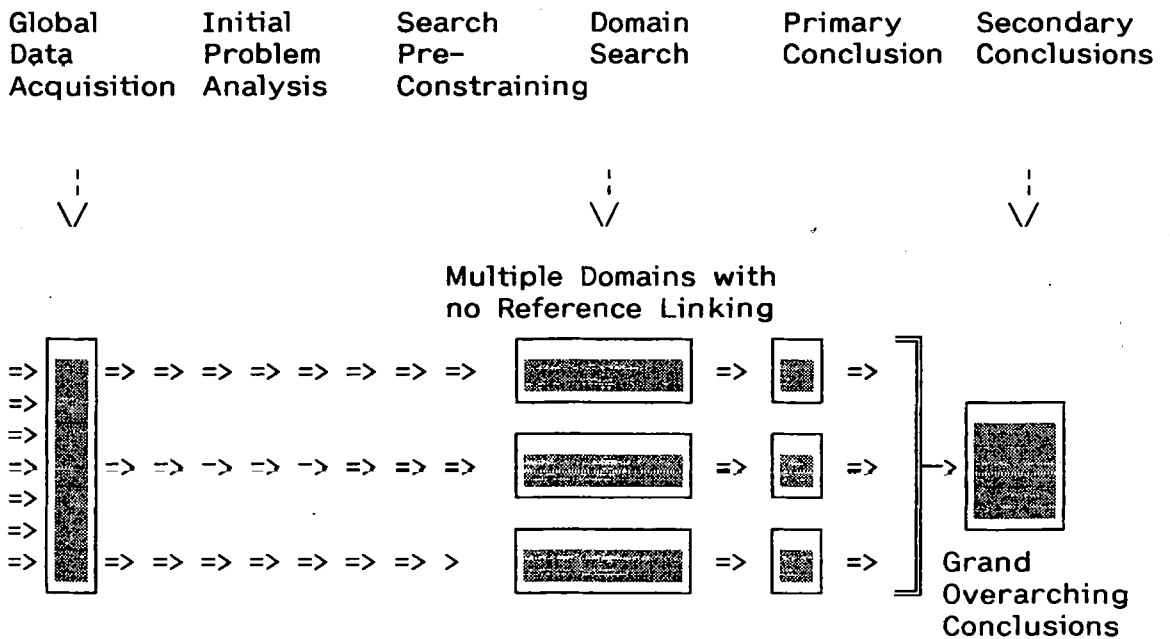 Global Initial Search Domain Primary Secondary
Data Problem Pre- Search Conclusion Conclusions
Acquisition Analysis Constraining
Multiple Domains with
no Reference Linking
=> => => => => => => => => => =>
=>
=>
=> => => => => => => => => => => ->
=>
=>
=> => => => => => => => > => =>
Grand
Overarching
Conclusions